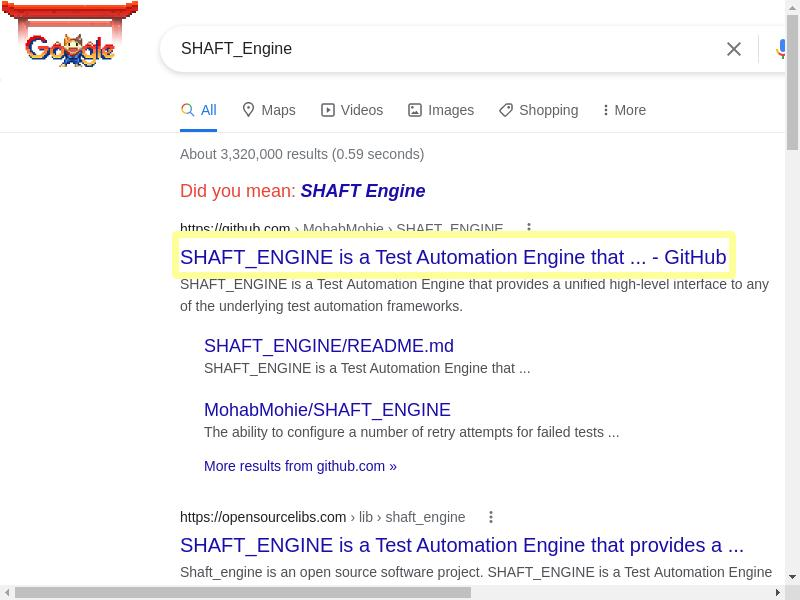 Google
SHAFT_Engine
All Maps Videos Images Shopping More
About 3,320,000 results (0.59 seconds)
Did you mean: SHAFT Engine
https://github.com › MohabMohie › SHAFT_ENGINE
SHAFT_ENGINE is a Test Automation Engine that ... - GitHub
SHAFT_ENGINE is a Test Automation Engine that provides a unified high-level interface to any
of the underlying test automation frameworks.
SHAFT_ENGINE/README.md
SHAFT_ENGINE is a Test Automation Engine that ...
MohabMohie/SHAFT_ENGINE
The ability to configure a number of retry attempts for failed tests ...
More results from github.com »
https://opensourcelibs.com › lib › shaft_engine
SHAFT_ENGINE is a Test Automation Engine that provides a ...
Shaft_engine is an open source software project. SHAFT_ENGINE is a Test Automation Engine